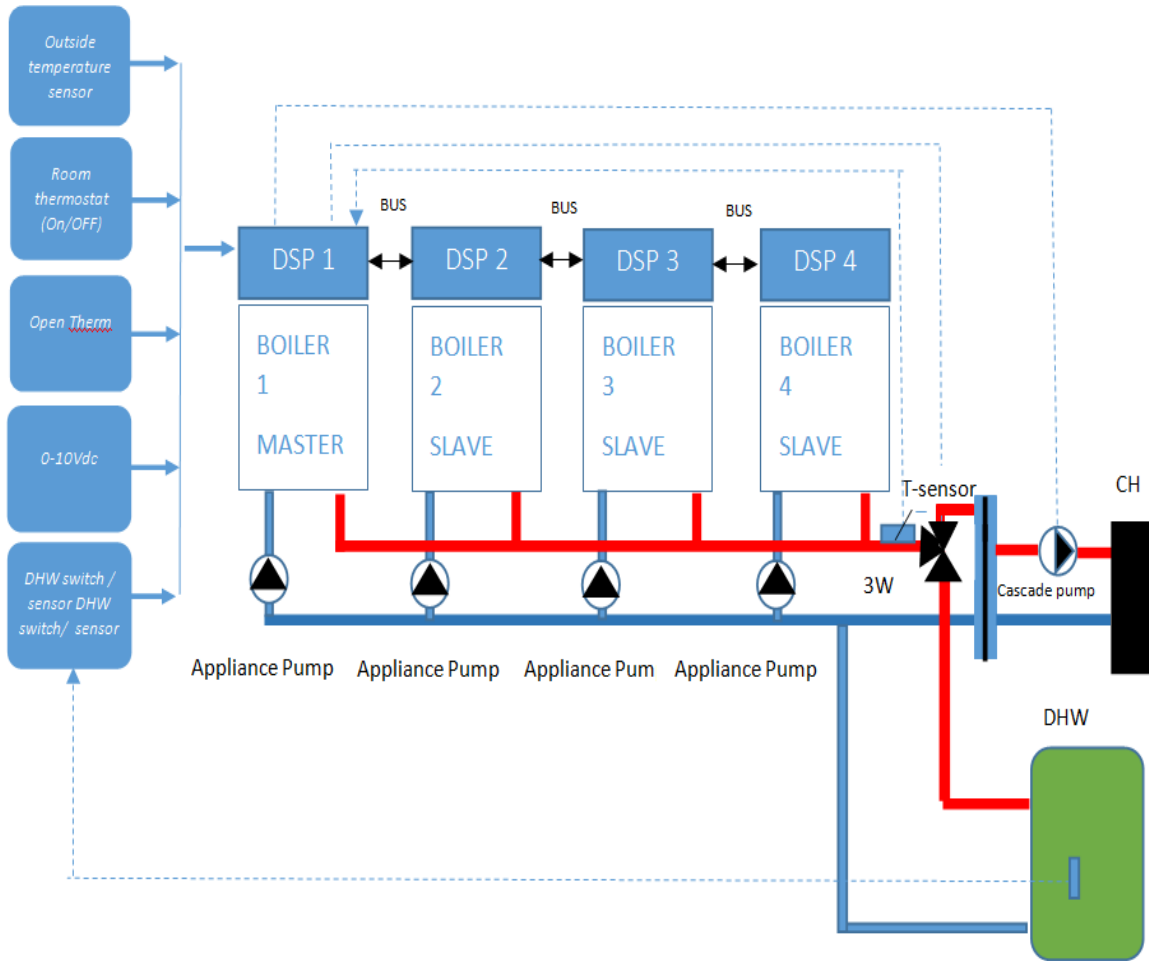 Outside
temperature
sensor
Room
thermostat
(On/OFF)
Open Therm
0-10Vdc
DHW switch /
sensor DHW
switch/ sensor
BUS
BUS
BUS
DSP 1
DSP 2
DSP 3
DSP 4
BOILER
1
MASTER
BOILER
2
SLAVE
BOILER
3
SLAVE
BOILER
4
SLAVE
T-sensor
CH
3W
Cascade pump
Appliance Pump
Appliance Pump
Appliance Pum
Appliance Pump
DHW